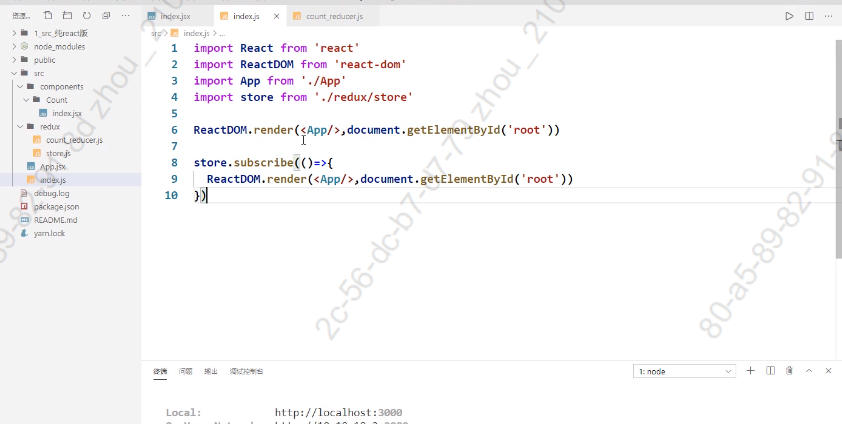 资源...
index.jsx
index.js
count_reducer.js
1_src_纯react版
node_modules
public
src
components
Count
index.jsx
redux
count_reducer.js
store.js
App.jsx
index.js
debug.log
package.json
README.md
yarn.lock
src > index.js > ...
1 import React from 'react'
2 import ReactDOM from 'react-dom'
3 import App from './App'
4 import store from './redux/store'
5
6 ReactDOM.render(<App/>,document.getElementById('root'))
7
8 store.subscribe(()=>{
9 ReactDOM.render(<App/>,document.getElementById('root'))
10 })
终端 问题 输出 调试控制台
1: node
Local: http://localhost:3000
2c-56-dc-b7-d7-79 zhou_210
80-a5-89-82-91-8